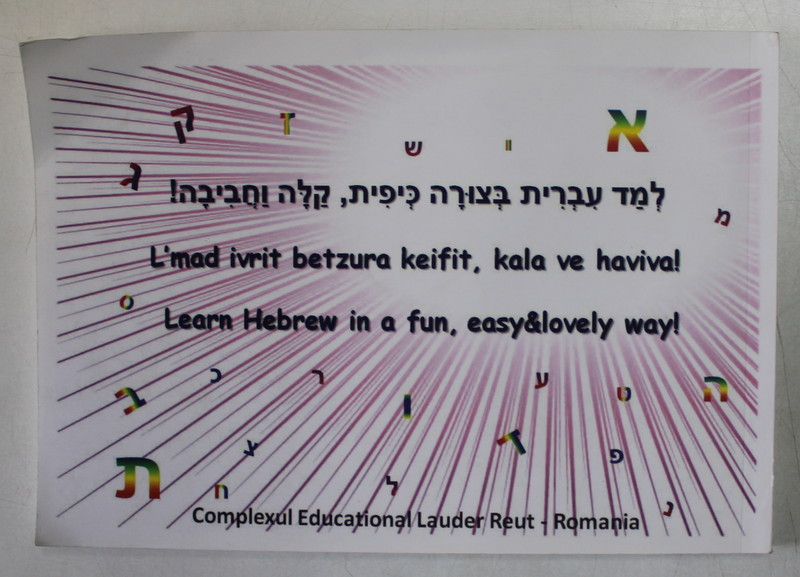 ק ז ש װ א
ג
לְמַד עִבְרִית בְּצוּרָה כֵּיפִית, קַלָּה וַחֲבִיבָה!
מ
L'mad ivrit betzura keifit, kala ve haviva!
ס
Learn Hebrew in a fun, easy&lovely way!
ב כ ר ו ע ט ה
ת צ ד פ
ח ל נ
Complexul Educational Lauder Reut - Romania